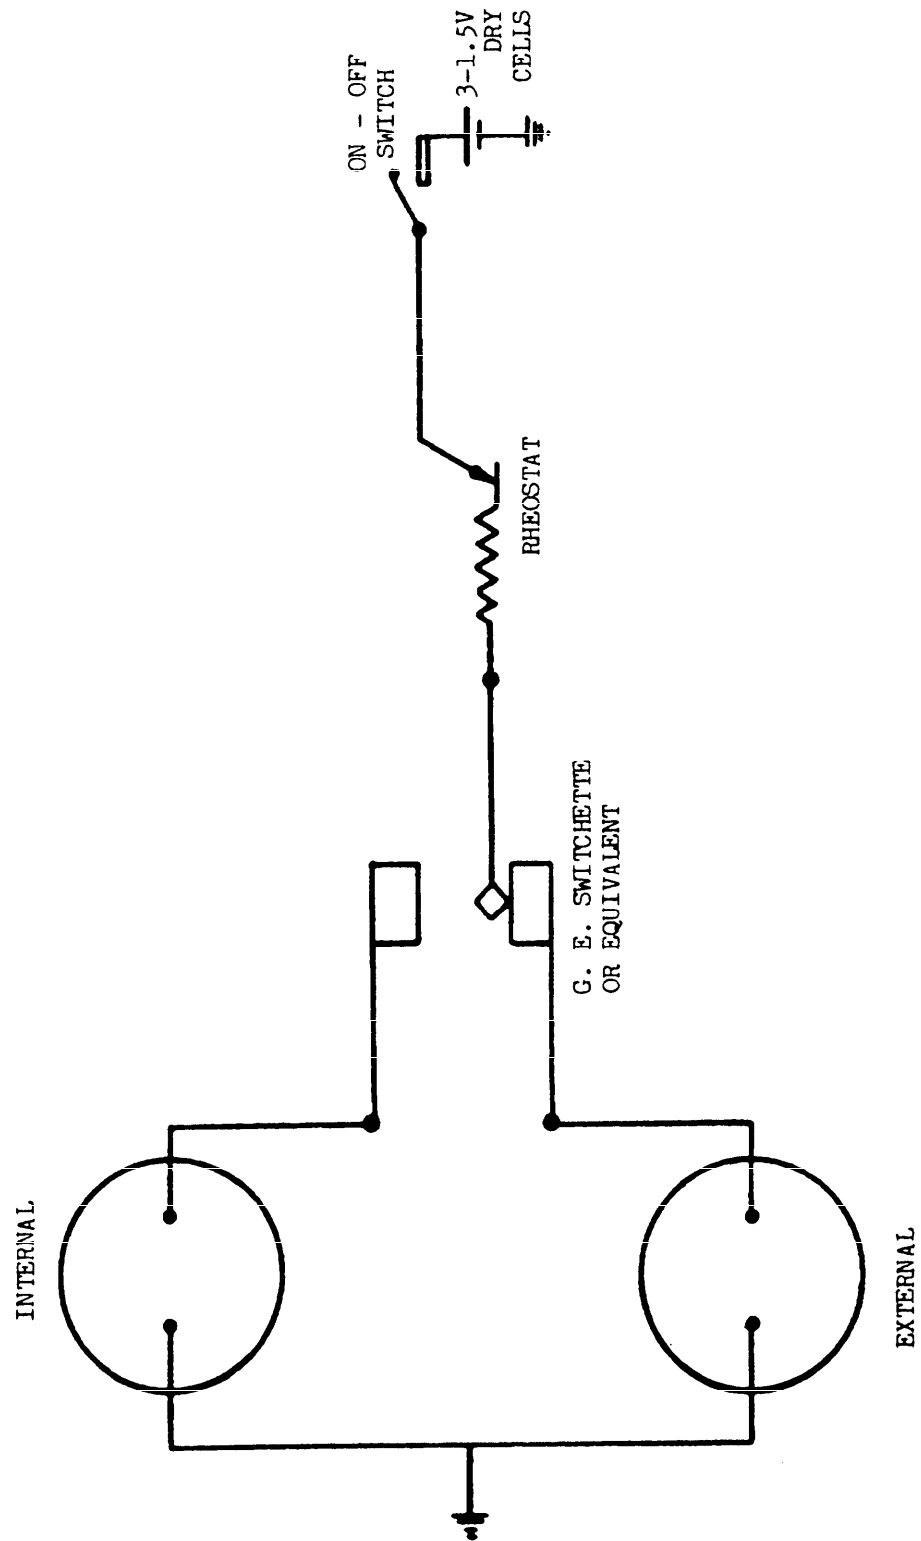 INTERNAL
ON - OFF
SWITCH
3-1.5V
DRY
CELLS
RHEOSTAT
G. E. SWITCHETTE
OR EQUIVALENT
EXTERNAL